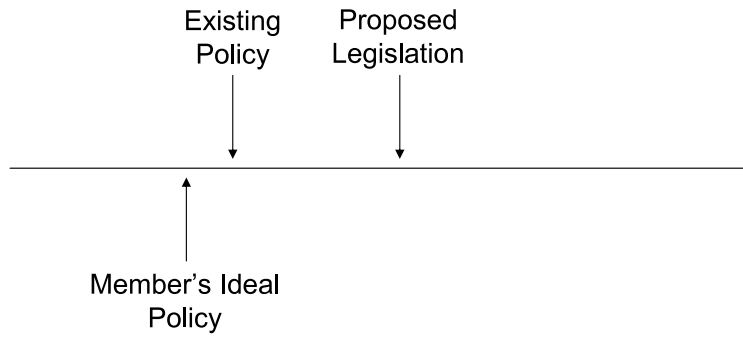 Existing
Policy
Proposed
Legislation
Member’s Ideal
Policy